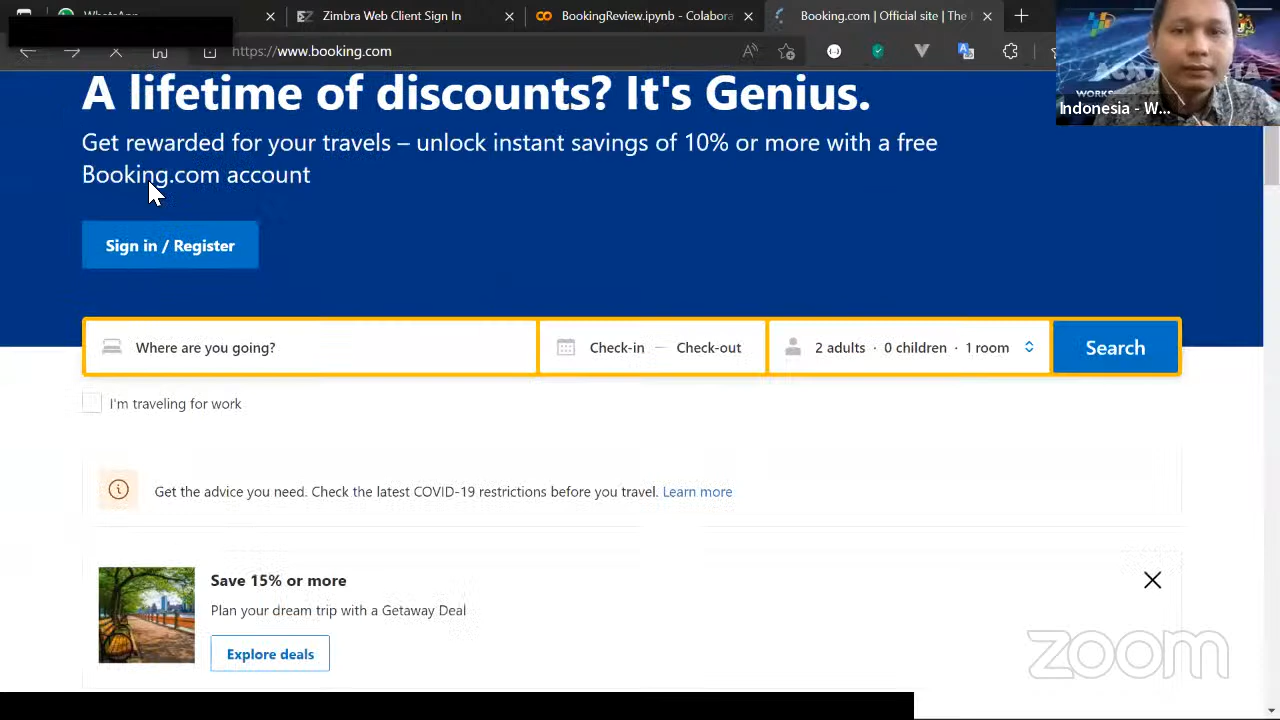 WhatsApp
Zimbra Web Client Sign In
BookingReview.ipynb - Colabora
Booking.com | Official site | The
https://www.booking.com
WORKS
Indonesia - W...
A lifetime of discounts? It's Genius.
Get rewarded for your travels – unlock instant savings of 10% or more with a free
Booking.com account
Sign in / Register
Where are you going?
Check-in — Check-out
2 adults · 0 children · 1 room
Search
I'm traveling for work
Get the advice you need. Check the latest COVID-19 restrictions before you travel. Learn more
Save 15% or more
Plan your dream trip with a Getaway Deal
Explore deals
zoom